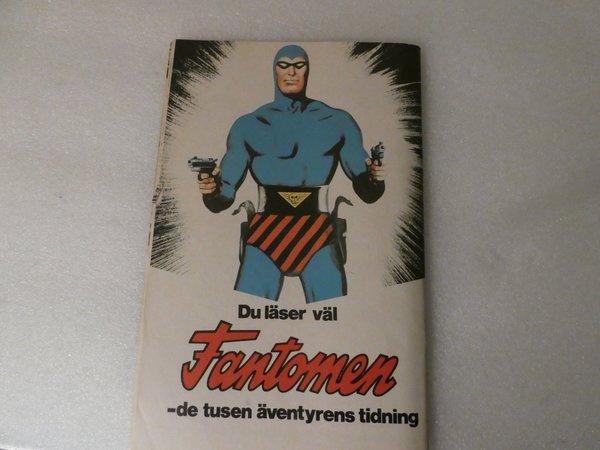 Du läser väl
Fantomen
-de tusen äventyrens tidning